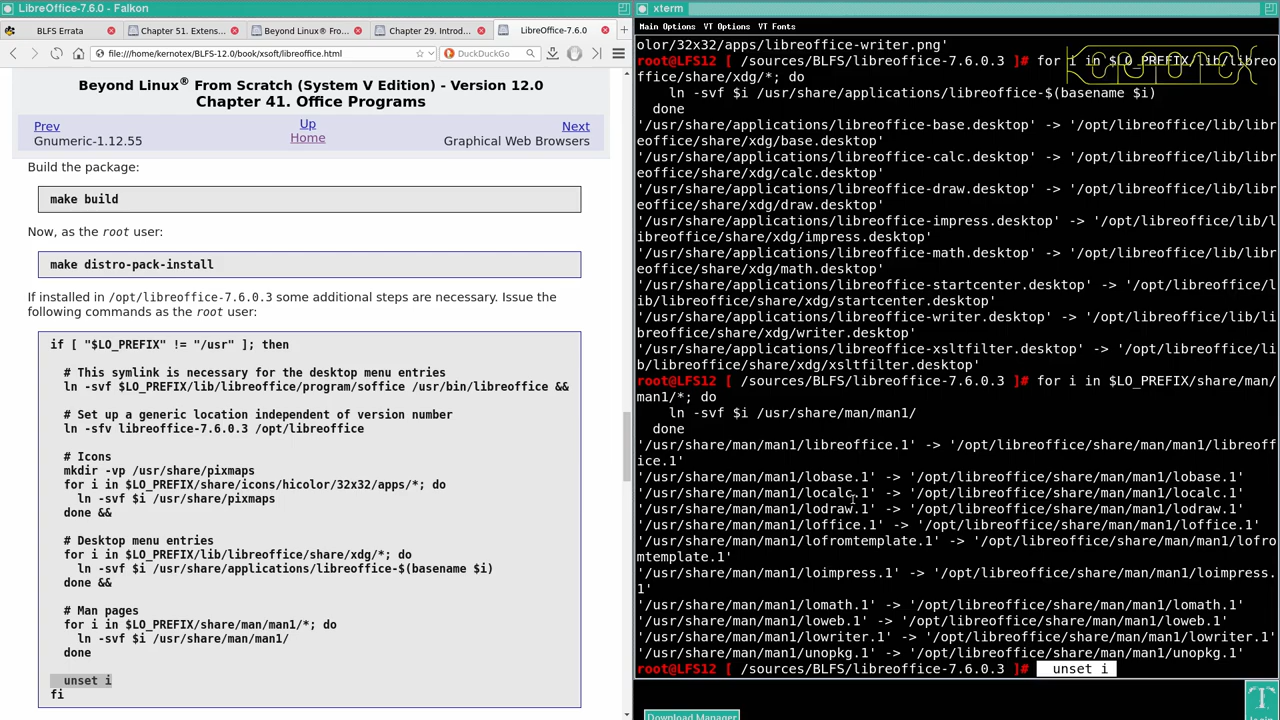 LibreOffice-7.6.0 - Falkon
BLFS Errata
Chapter 51. Extens...
Beyond Linux® Fro...
Chapter 29. Introd...
LibreOffice-7.6.0
file:///home/kernotex/BLFS-12.0/book/xsoft/libreoffice.html
DuckDuckGo
Beyond Linux® From Scratch (System V Edition) - Version 12.0
Chapter 41. Office Programs
Prev
Up
Next
Gnumeric-1.12.55
Home
Graphical Web Browsers
Build the package:
make build
Now, as the root user:
make distro-pack-install
If installed in /opt/libreoffice-7.6.0.3 some additional steps are necessary. Issue the
following commands as the root user:
if [ "$LO_PREFIX" != "/usr" ]; then
# This symlink is necessary for the desktop menu entries
ln -svf $LO_PREFIX/lib/libreoffice/program/soffice /usr/bin/libreoffice &&
# Set up a generic location independent of version number
ln -sfv libreoffice-7.6.0.3 /opt/libreoffice
# Icons
mkdir -vp /usr/share/pixmaps
for i in $LO_PREFIX/share/icons/hicolor/32x32/apps/*; do
ln -svf $i /usr/share/pixmaps
done &&
# Desktop menu entries
for i in $LO_PREFIX/lib/libreoffice/share/xdg/*; do
ln -svf $i /usr/share/applications/libreoffice-$(basename $i)
done &&
# Man pages
for i in $LO_PREFIX/share/man/man1/*; do
ln -svf $i /usr/share/man/man1/
done
unset i
fi
xterm
Main Options  VT Options  VT Fonts
olor/32x32/apps/libreoffice-writer.png'
root@LFS12 [ /sources/BLFS/libreoffice-7.6.0.3 ]# for i in $LO_PREFIX/lib/libreo
ffice/share/xdg/*; do
ln -svf $i /usr/share/applications/libreoffice-$(basename $i)
done
'/usr/share/applications/libreoffice-base.desktop' -> '/opt/libreoffice/lib/libr
eoffice/share/xdg/base.desktop'
'/usr/share/applications/libreoffice-calc.desktop' -> '/opt/libreoffice/lib/libr
eoffice/share/xdg/calc.desktop'
'/usr/share/applications/libreoffice-draw.desktop' -> '/opt/libreoffice/lib/libr
eoffice/share/xdg/draw.desktop'
'/usr/share/applications/libreoffice-impress.desktop' -> '/opt/libreoffice/lib/l
ibreoffice/share/xdg/impress.desktop'
'/usr/share/applications/libreoffice-math.desktop' -> '/opt/libreoffice/lib/libr
eoffice/share/xdg/math.desktop'
'/usr/share/applications/libreoffice-startcenter.desktop' -> '/opt/libreoffice/l
ib/libreoffice/share/xdg/startcenter.desktop'
'/usr/share/applications/libreoffice-writer.desktop' -> '/opt/libreoffice/lib/li
breoffice/share/xdg/writer.desktop'
'/usr/share/applications/libreoffice-xsltfilter.desktop' -> '/opt/libreoffice/li
b/libreoffice/share/xdg/xsltfilter.desktop'
root@LFS12 [ /sources/BLFS/libreoffice-7.6.0.3 ]# for i in $LO_PREFIX/share/man/
man1/*; do
ln -svf $i /usr/share/man/man1/
done
'/usr/share/man/man1/libreoffice.1' -> '/opt/libreoffice/share/man/man1/libreoff
ice.1'
'/usr/share/man/man1/lobase.1' -> '/opt/libreoffice/share/man/man1/lobase.1'
'/usr/share/man/man1/localc.1' -> '/opt/libreoffice/share/man/man1/localc.1'
'/usr/share/man/man1/lodraw.1' -> '/opt/libreoffice/share/man/man1/lodraw.1'
'/usr/share/man/man1/loffice.1' -> '/opt/libreoffice/share/man/man1/loffice.1'
'/usr/share/man/man1/lofromtemplate.1' -> '/opt/libreoffice/share/man/man1/lofro
mtemplate.1'
'/usr/share/man/man1/loimpress.1' -> '/opt/libreoffice/share/man/man1/loimpress.
1'
'/usr/share/man/man1/lomath.1' -> '/opt/libreoffice/share/man/man1/lomath.1'
'/usr/share/man/man1/loweb.1' -> '/opt/libreoffice/share/man/man1/loweb.1'
'/usr/share/man/man1/lowriter.1' -> '/opt/libreoffice/share/man/man1/lowriter.1'
'/usr/share/man/man1/unopkg.1' -> '/opt/libreoffice/share/man/man1/unopkg.1'
root@LFS12 [ /sources/BLFS/libreoffice-7.6.0.3 ]# unset i
Download Manager